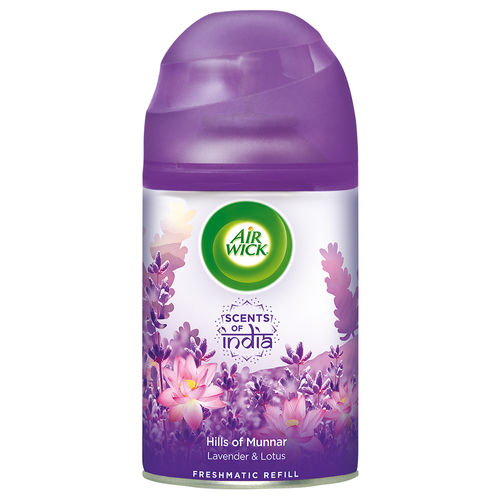 AIR
WICK
SCENTS
OF
india
Hills of Munnar
Lavender & Lotus
FRESHMATIC REFILL